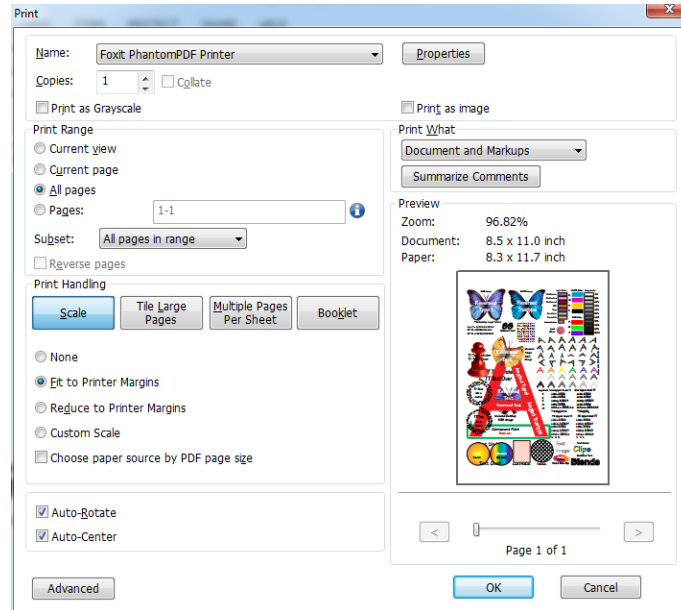 Print
Name: Foxit PhantomPDF Printer Properties
Copies: 1 Collate
Print as Grayscale Print as image
Print Range
Current view
Current page
All pages
Pages: 1-1
Subset: All pages in range
Reverse pages
Print What
Document and Markups
Summarize Comments
Print Handling
Scale
Tile Large
Pages
Multiple Pages
Per Sheet
Booklet
None
Fit to Printer Margins
Reduce to Printer Margins
Custom Scale
Choose paper source by PDF page size
Auto-Rotate
Auto-Center
Preview
Zoom: 96.82%
Document: 8.5 x 11.0 inch
Paper: 8.3 x 11.7 inch
Clips
Blends
< >
Page 1 of 1
Advanced OK Cancel